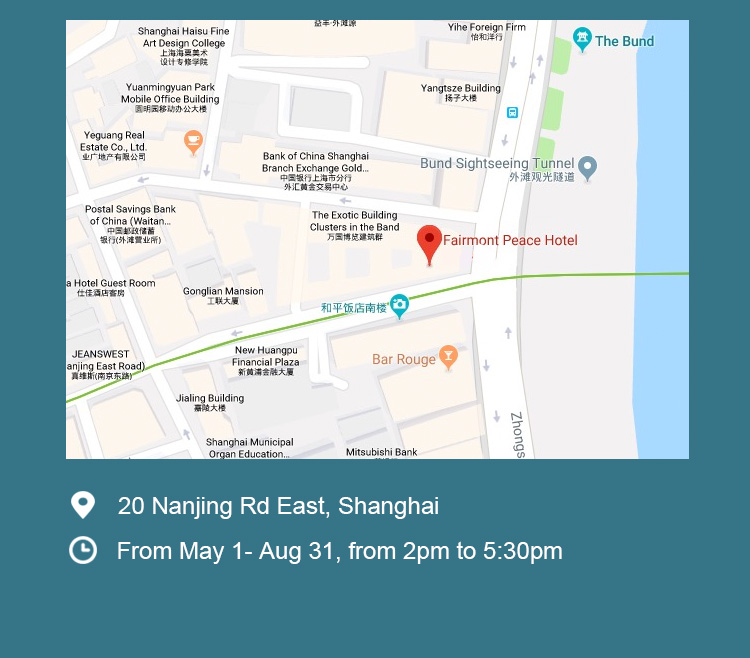 益丰·外滩源
Yihe Foreign Firm
怡和洋行
Shanghai Haisu Fine
Art Design College
上海海粟美术
设计专修学院
The Bund
Yuanmingyuan Park
Mobile Office Building
圆明园移动办公大楼
Yangtsze Building
扬子大楼
Yeguang Real
Estate Co., Ltd.
业广地产有限公司
Bank of China Shanghai
Branch Exchange Gold...
中国银行上海市分行
外汇黄金交易中心
Bund Sightseeing Tunnel
外滩观光隧道
Postal Savings Bank
of China (Waitan...
中国邮政储蓄
银行(外滩营业所)
The Exotic Building
Clusters in the Band
万国博览建筑群
Fairmont Peace Hotel
a Hotel Guest Room
仕佳酒店客房
Gonglian Mansion
工联大厦
和平饭店南楼
JEANSWEST
anjing East Road)
真维斯(南京东路)
New Huangpu
Financial Plaza
新黄浦金融大厦
Bar Rouge
Jialing Building
嘉陵大楼
Zhongs
Shanghai Municipal
Organ Education...
Mitsubishi Bank
20 Nanjing Rd East, Shanghai
From May 1- Aug 31, from 2pm to 5:30pm